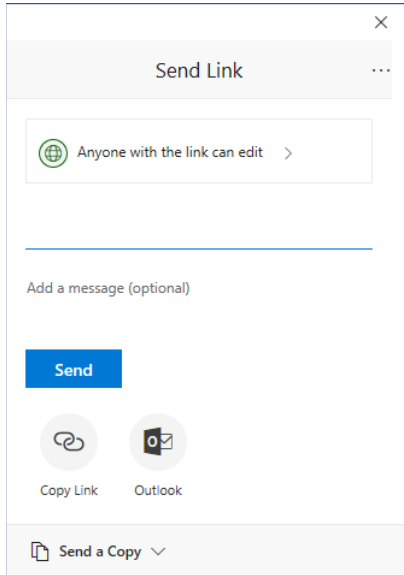 Send Link
Anyone with the link can edit
Add a message (optional)
Send
Copy Link
Outlook
Send a Copy